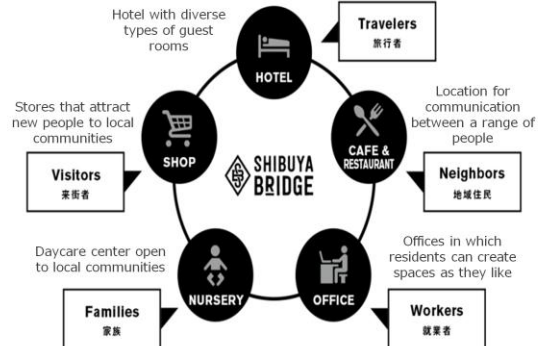 Hotel with diverse
types of guest
rooms
HOTEL
Travelers
旅行者
Stores that attract
new people to local
communities
SHOP
Visitors
来街者
Location for
communication
between a range of
people
CAFE &
RESTAURANT
Neighbors
地域住民
SHIBUYA
BRIDGE
Daycare center open
to local communities
NURSERY
Families
家族
Offices in which
residents can create
spaces as they like
OFFICE
Workers
就業者